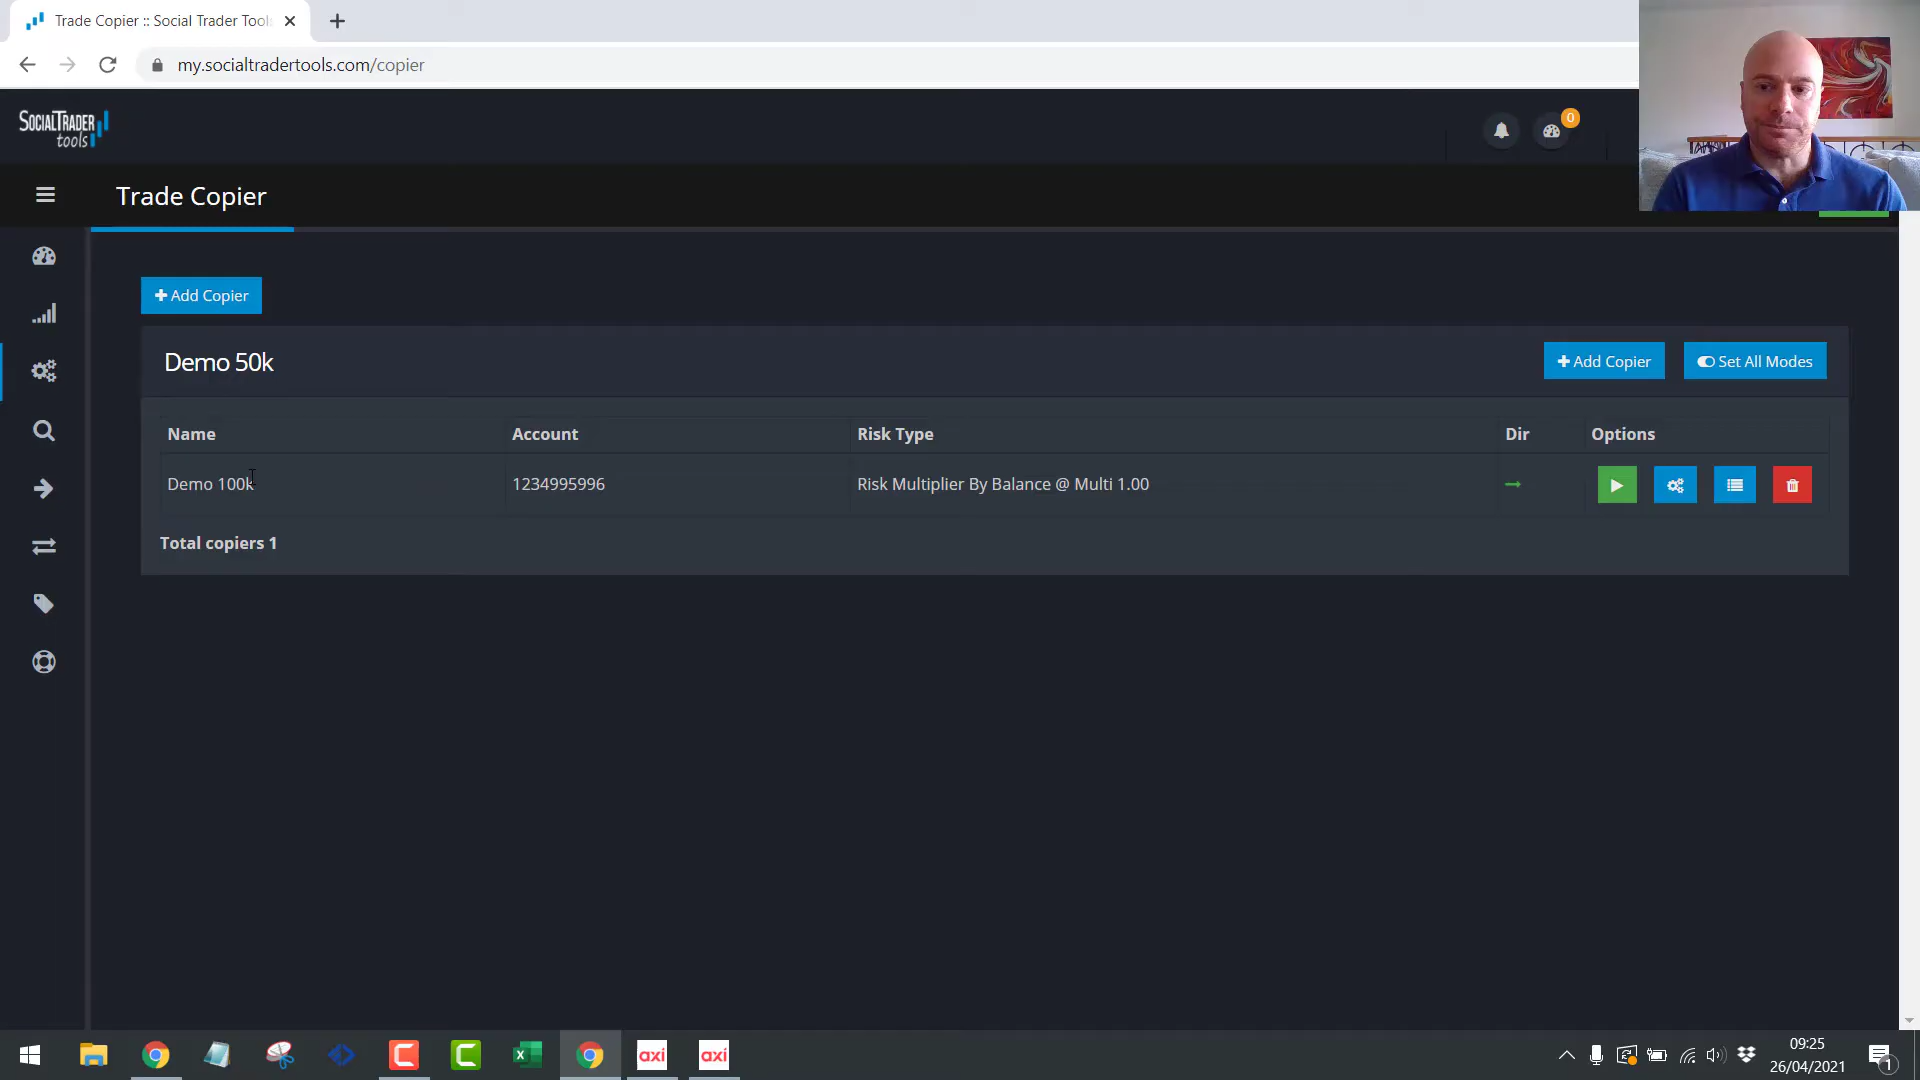 Trade Copier :: Social Trader Tool
my.socialtradertools.com/copier
SOCIALTRADER
tools
0
Trade Copier
Add Copier
Demo 50k
Add Copier
Set All Modes
Name Account Risk Type Dir Options
Demo 100k 1234995996 Risk Multiplier By Balance @ Multi 1.00
Total copiers 1
axi axi
09:25
26/04/2021
1